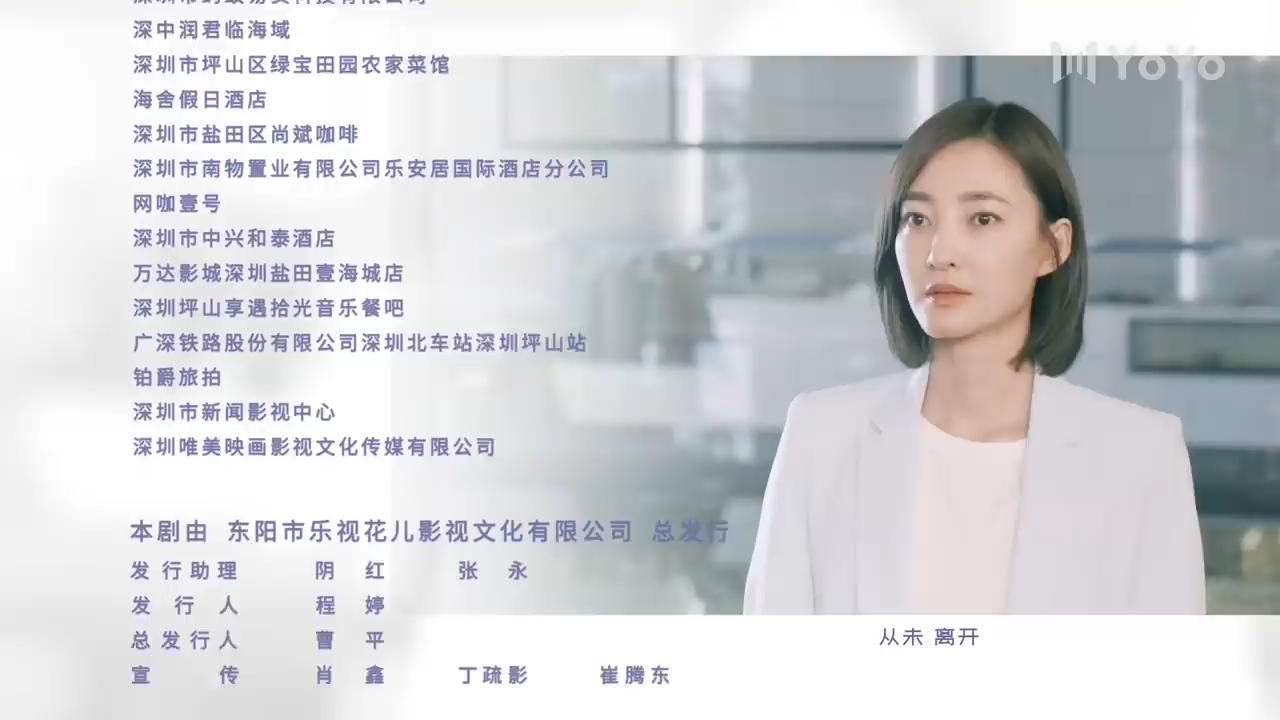 深中润君临海域
深圳市坪山区绿宝田园农家菜馆
海舍假日酒店
深圳市盐田区尚斌咖啡
深圳市南物置业有限公司乐安居国际酒店分公司
网咖壹号
深圳市中兴和泰酒店
万达影城深圳盐田壹海城店
深圳坪山享遇拾光音乐餐吧
广深铁路股份有限公司深圳北车站深圳坪山站
铂爵旅拍
深圳市新闻影视中心
深圳唯美映画影视文化传媒有限公司
本剧由 东阳市乐视花儿影视文化有限公司 总发行
发行助理 阴红 张永
发行人 程婷
总发行人 曹平
宣传 肖鑫 丁疏影 崔腾东
YoYo
从未 离开